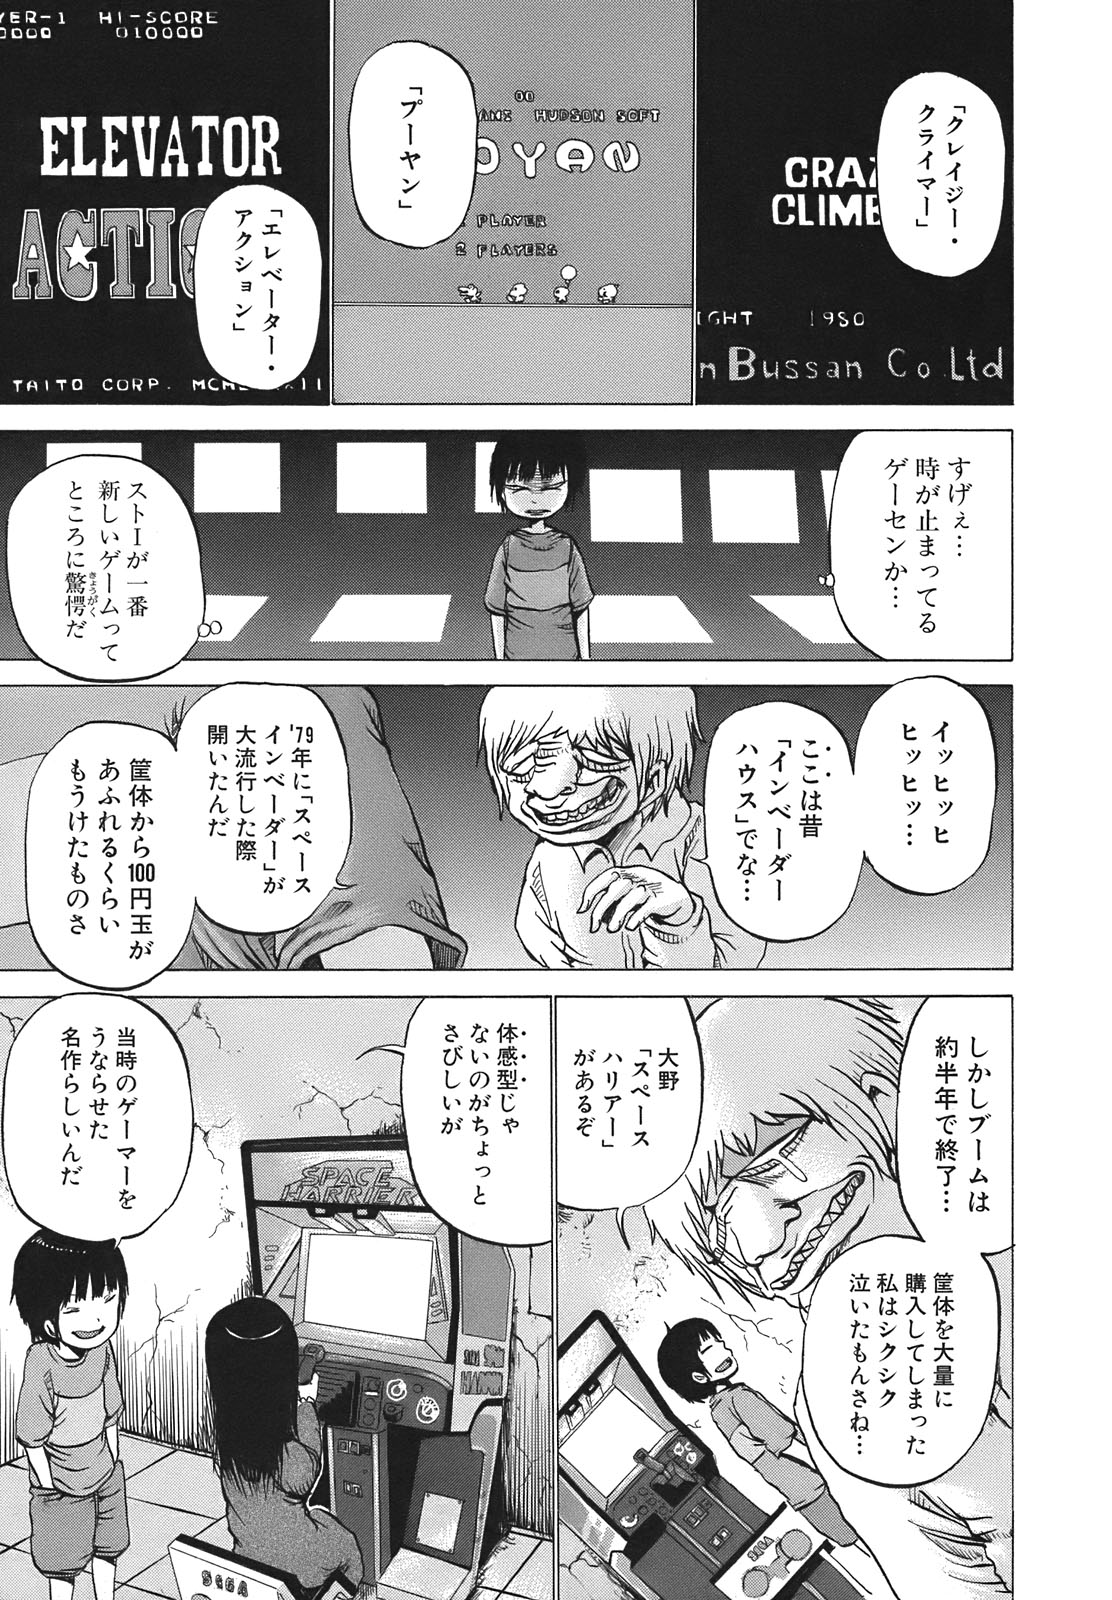 「クレイジー・
クライマー」
CRAZ
CLIMB
IGHT 1980
n Bussan Co.Ltd
「プーヤン」
00
AMI HUDSON SOFT
OYAN
PLAYER
2 PLAYERS
YER-1 HI-SCORE
0000 010000
ELEVATOR
ACTIO
「エレベーター・
アクション」
TAITO CORP.
すげぇ…
時が止まってる
ゲーセンか…
ストⅠが一番
新しいゲームって
ところに驚愕だ
きょうがく
イッヒッヒ
ヒッヒッ…
ここは昔
「インベーダー
ハウス」でな…
'79年に「スペース
インベーダー」が
大流行した際
開いたんだ
筐体から100円玉が
あふれるくらい
もうけたものさ
しかしブームは
約半年で終了…
筐体を大量に
購入してしまった
私はシクシク
泣いたもんさね…
大野
「スペース
ハリアー」
があるぞ
SEGA
体感型じゃ
ないのがちょっと
さびしいが
SPACE
HARRIER
当時のゲーマーを
うならせた
名作らしいんだ
SEGA